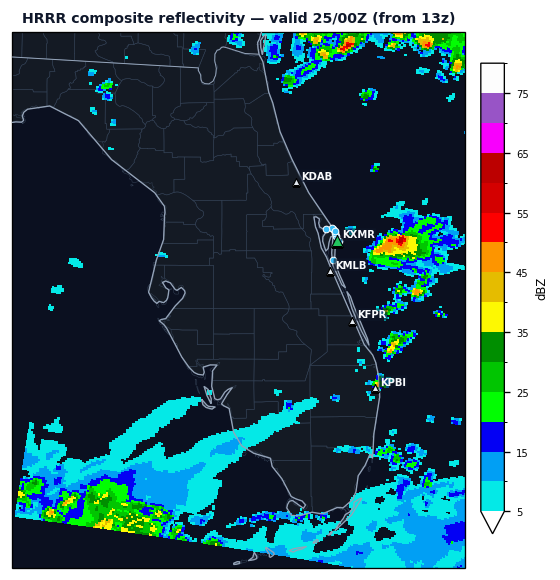 HRRR composite reflectivity — valid 25/00Z (from 13z)
KDAB
KXMR
KMLB
KFPR
KPBI
75
65
55
45
35
25
15
5
dBZ